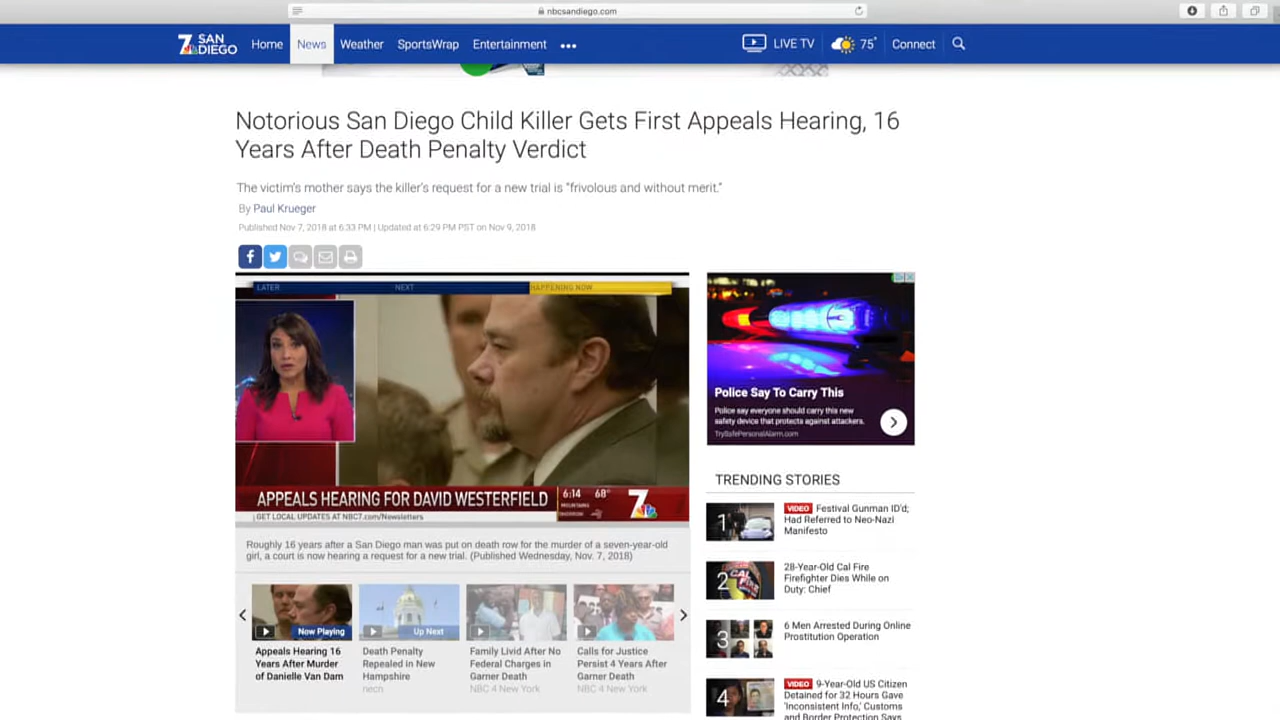 nbcsandiego.com
7 SAN DIEGO
Home News Weather SportsWrap Entertainment •••
LIVE TV 75° Connect
Notorious San Diego Child Killer Gets First Appeals Hearing, 16
Years After Death Penalty Verdict
The victim's mother says the killer's request for a new trial is "frivolous and without merit."
By Paul Krueger
Published Nov 7, 2018 at 6:33 PM | Updated at 6:29 PM PST on Nov 9, 2018
LATER NEXT HAPPENING NOW
APPEALS HEARING FOR DAVID WESTERFIELD
6:14 68°
7
GET LOCAL UPDATES AT NBC7.com/Newsletters
Roughly 16 years after a San Diego man was put on death row for the murder of a seven-year-old
girl, a court is now hearing a request for a new trial. (Published Wednesday, Nov. 7, 2018)
Now Playing
Appeals Hearing 16
Years After Murder
of Danielle Van Dam
Up Next
Death Penalty
Repealed in New
Hampshire
necn
Family Livid After No
Federal Charges in
Garner Death
NBC 4 New York
Calls for Justice
Persist 4 Years After
Garner Death
NBC 4 New York
Police Say To Carry This
Police say everyone should carry this new
safety device that protects against attackers.
TrySafePersonalAlarm.com
TRENDING STORIES
1
VIDEO Festival Gunman ID'd;
Had Referred to Neo-Nazi
Manifesto
2
28-Year-Old Cal Fire
Firefighter Dies While on
Duty: Chief
3
6 Men Arrested During Online
Prostitution Operation
4
VIDEO 9-Year-Old US Citizen
Detained for 32 Hours Gave
'Inconsistent Info,' Customs
and Border Protection Says